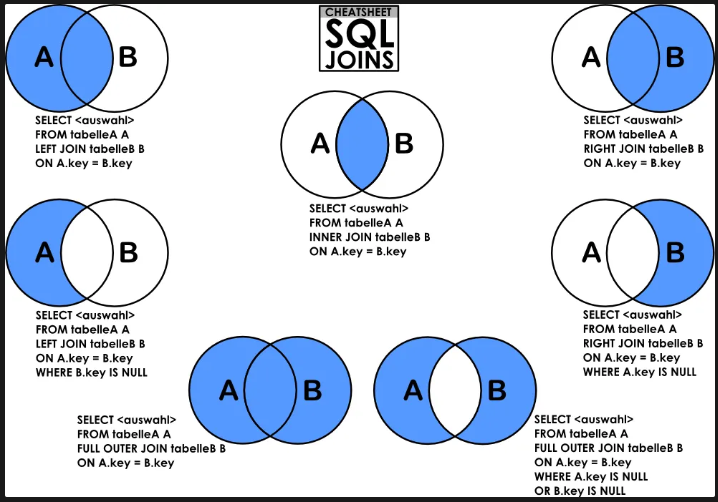 CHEATSHEET
SQL
JOINS
A B
SELECT <auswahl>
FROM tabelleA A
LEFT JOIN tabelleB B
ON A.key = B.key
A B
SELECT <auswahl>
FROM tabelleA A
INNER JOIN tabelleB B
ON A.key = B.key
A B
SELECT <auswahl>
FROM tabelleA A
RIGHT JOIN tabelleB B
ON A.key = B.key
A B
SELECT <auswahl>
FROM tabelleA A
LEFT JOIN tabelleB B
ON A.key = B.key
WHERE B.key IS NULL
A B
SELECT <auswahl>
FROM tabelleA A
RIGHT JOIN tabelleB B
ON A.key = B.key
WHERE A.key IS NULL
A B
SELECT <auswahl>
FROM tabelleA A
FULL OUTER JOIN tabelleB B
ON A.key = B.key
A B
SELECT <auswahl>
FROM tabelleA A
FULL OUTER JOIN tabelleB B
ON A.key = B.key
WHERE A.key IS NULL
OR B.key IS NULL